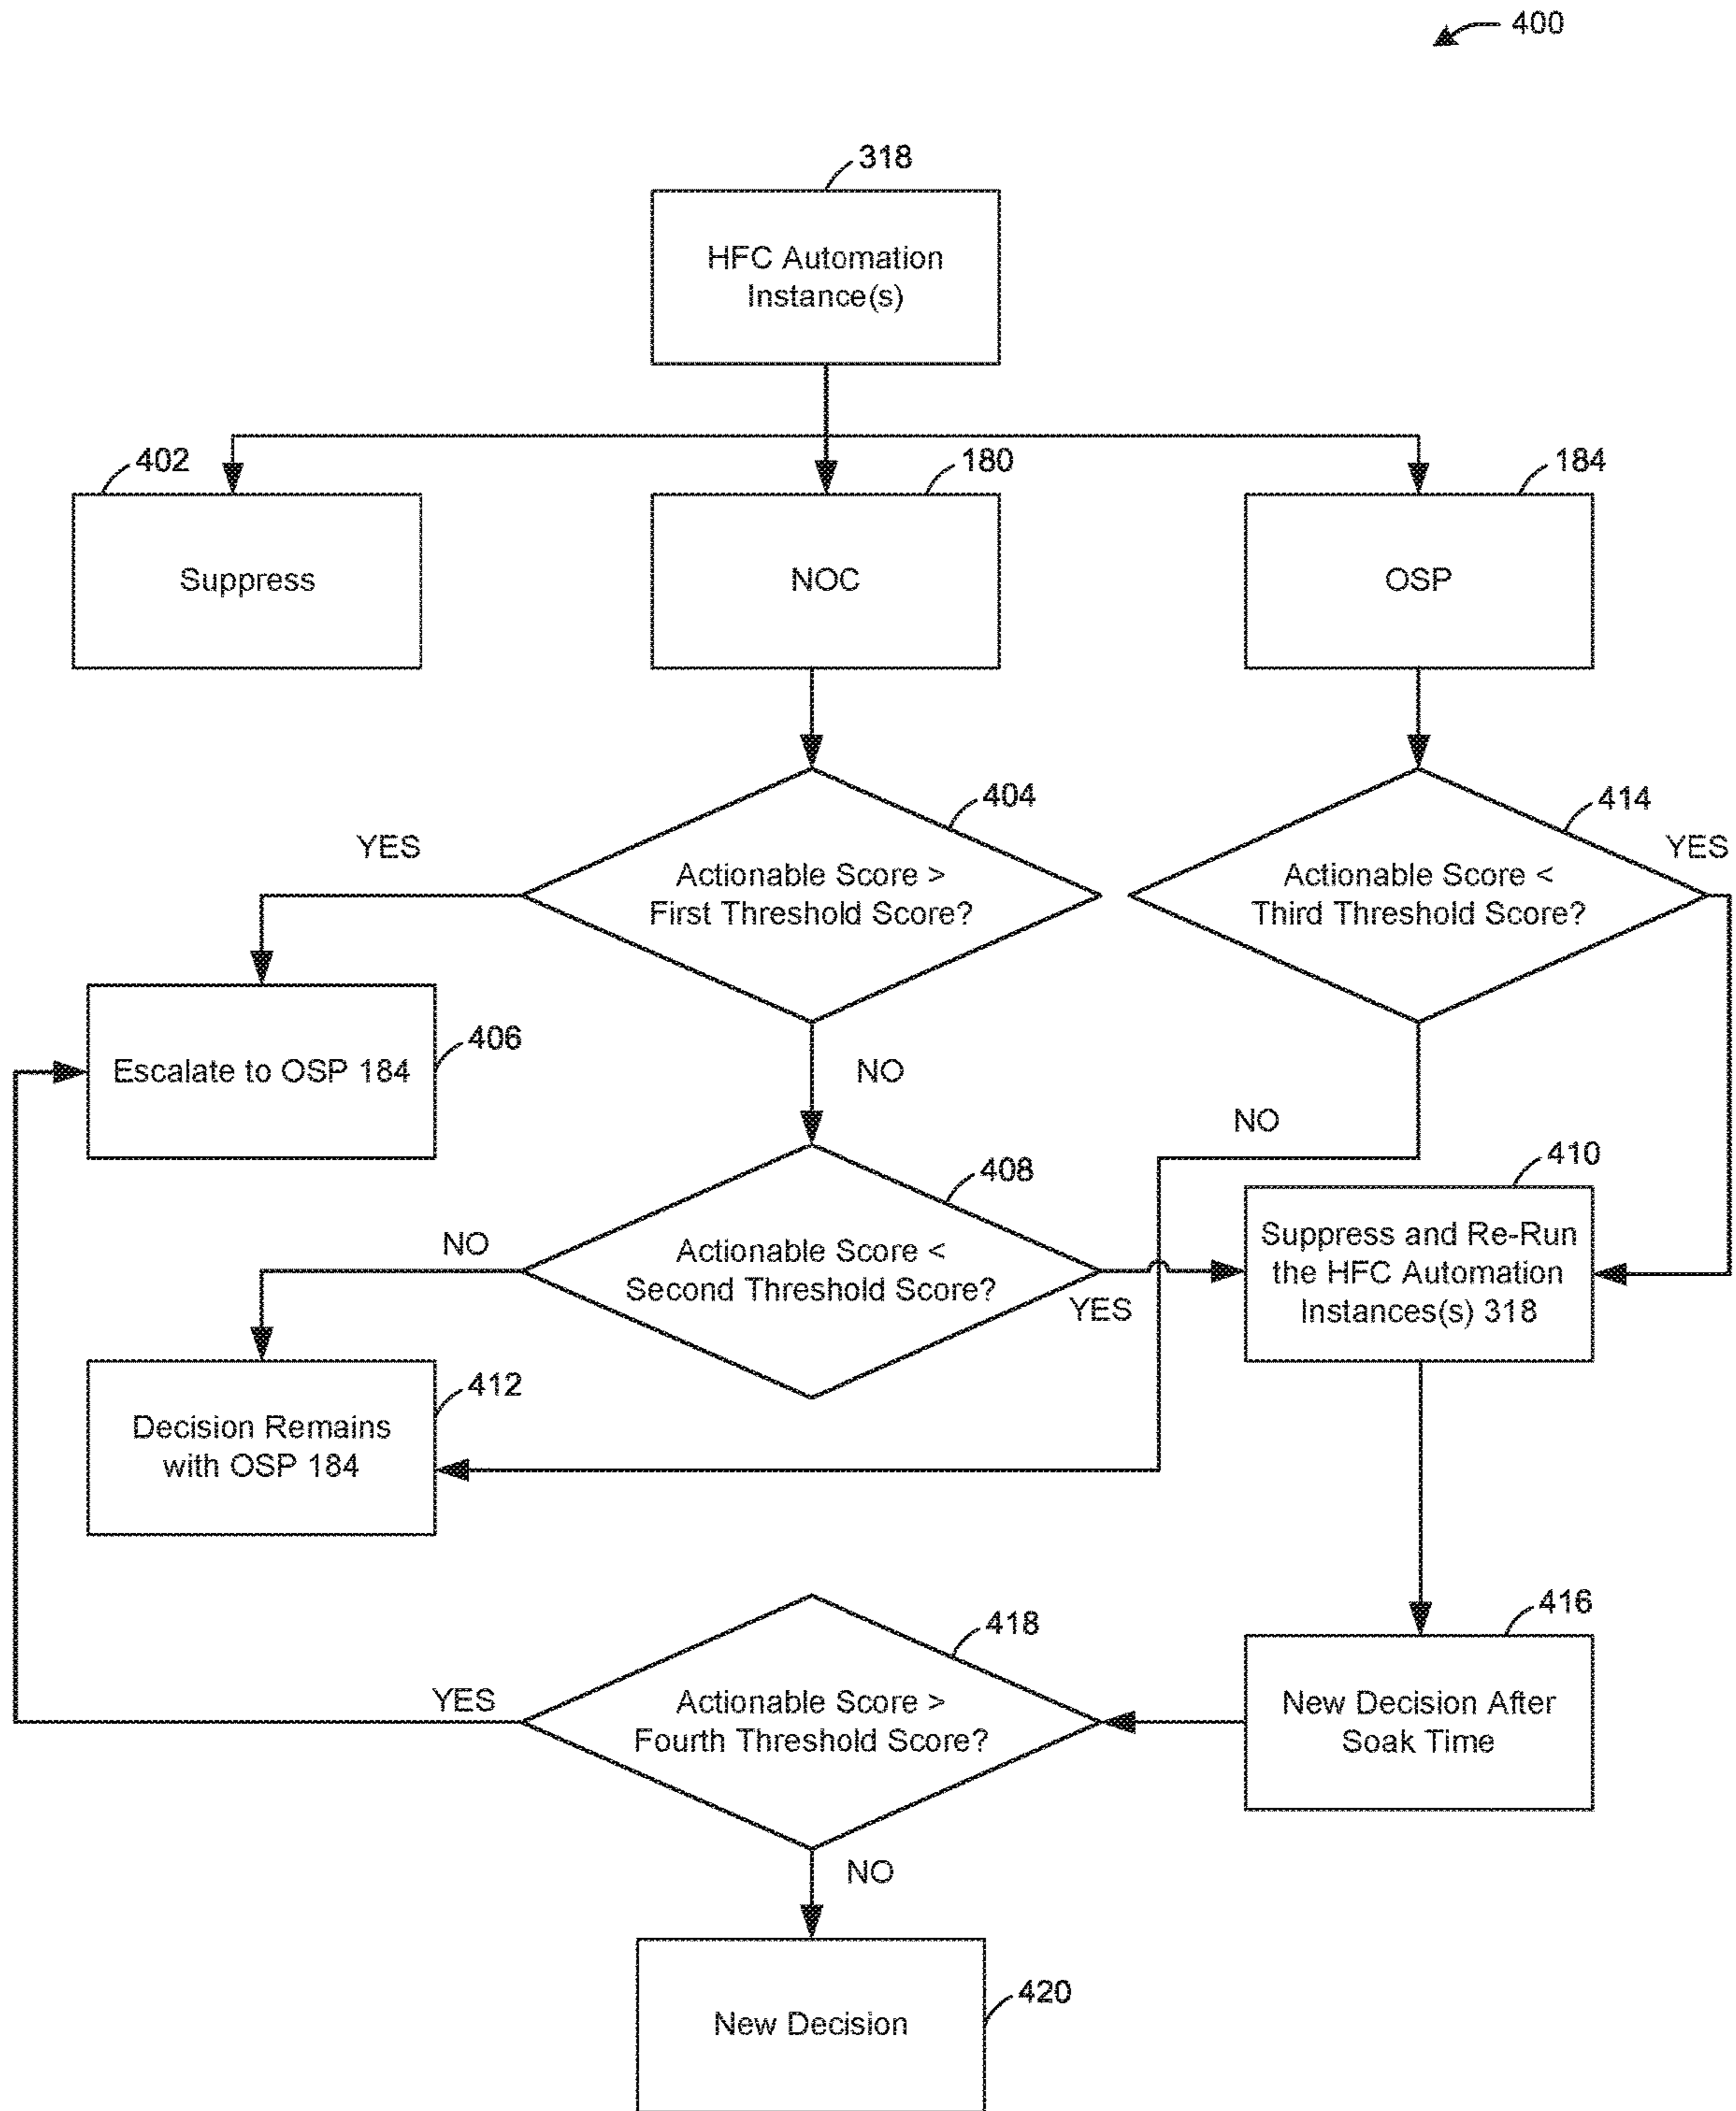 400
318
HFC Automation
Instance(s)
402
180
184
Suppress
NOC
OSP
404
414
YES
YES
Actionable Score >
First Threshold Score?
Actionable Score <
Third Threshold Score?
406
Escalate to OSP 184
NO
NO
408
410
NO
Actionable Score <
Second Threshold Score?
YES
Suppress and Re-Run
the HFC Automation
Instances(s) 318
412
Decision Remains
with OSP 184
418
416
YES
Actionable Score >
Fourth Threshold Score?
New Decision After
Soak Time
NO
420
New Decision